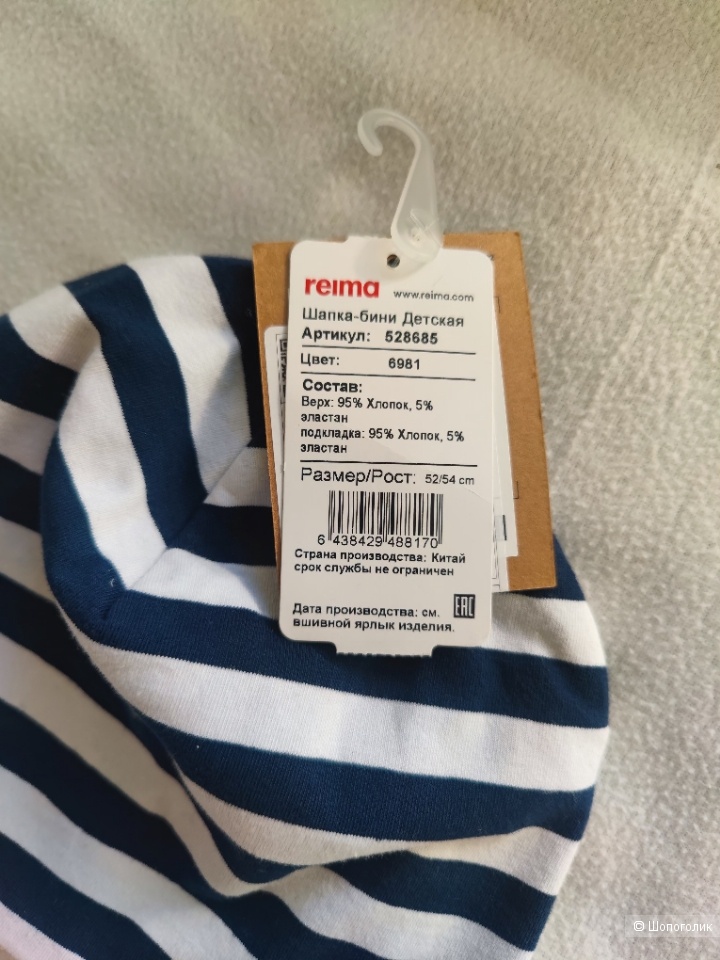 reima www.reima.com
Шапка-бини Детская
Артикул: 528685
Цвет: 6981
Состав:
Верх: 95% Хлопок, 5%
эластан
подкладка: 95% Хлопок, 5%
эластан
Размер/Рост: 52/54 cm
6 438429 488170
Страна производства: Китай
срок службы не ограничен
Дата производства: см.
вшивной ярлык изделия.
EAC
© Шопоголик